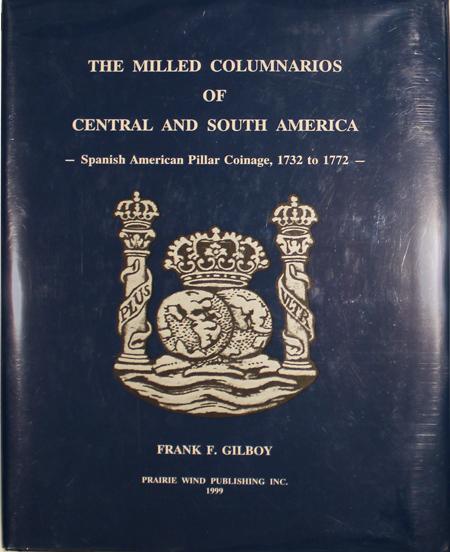 THE MILLED COLUMNARIOS
OF
CENTRAL AND SOUTH AMERICA
– Spanish American Pillar Coinage, 1732 to 1772 –
PLUS
VLTR
FRANK F. GILBOY
PRAIRIE WIND PUBLISHING INC.
1999